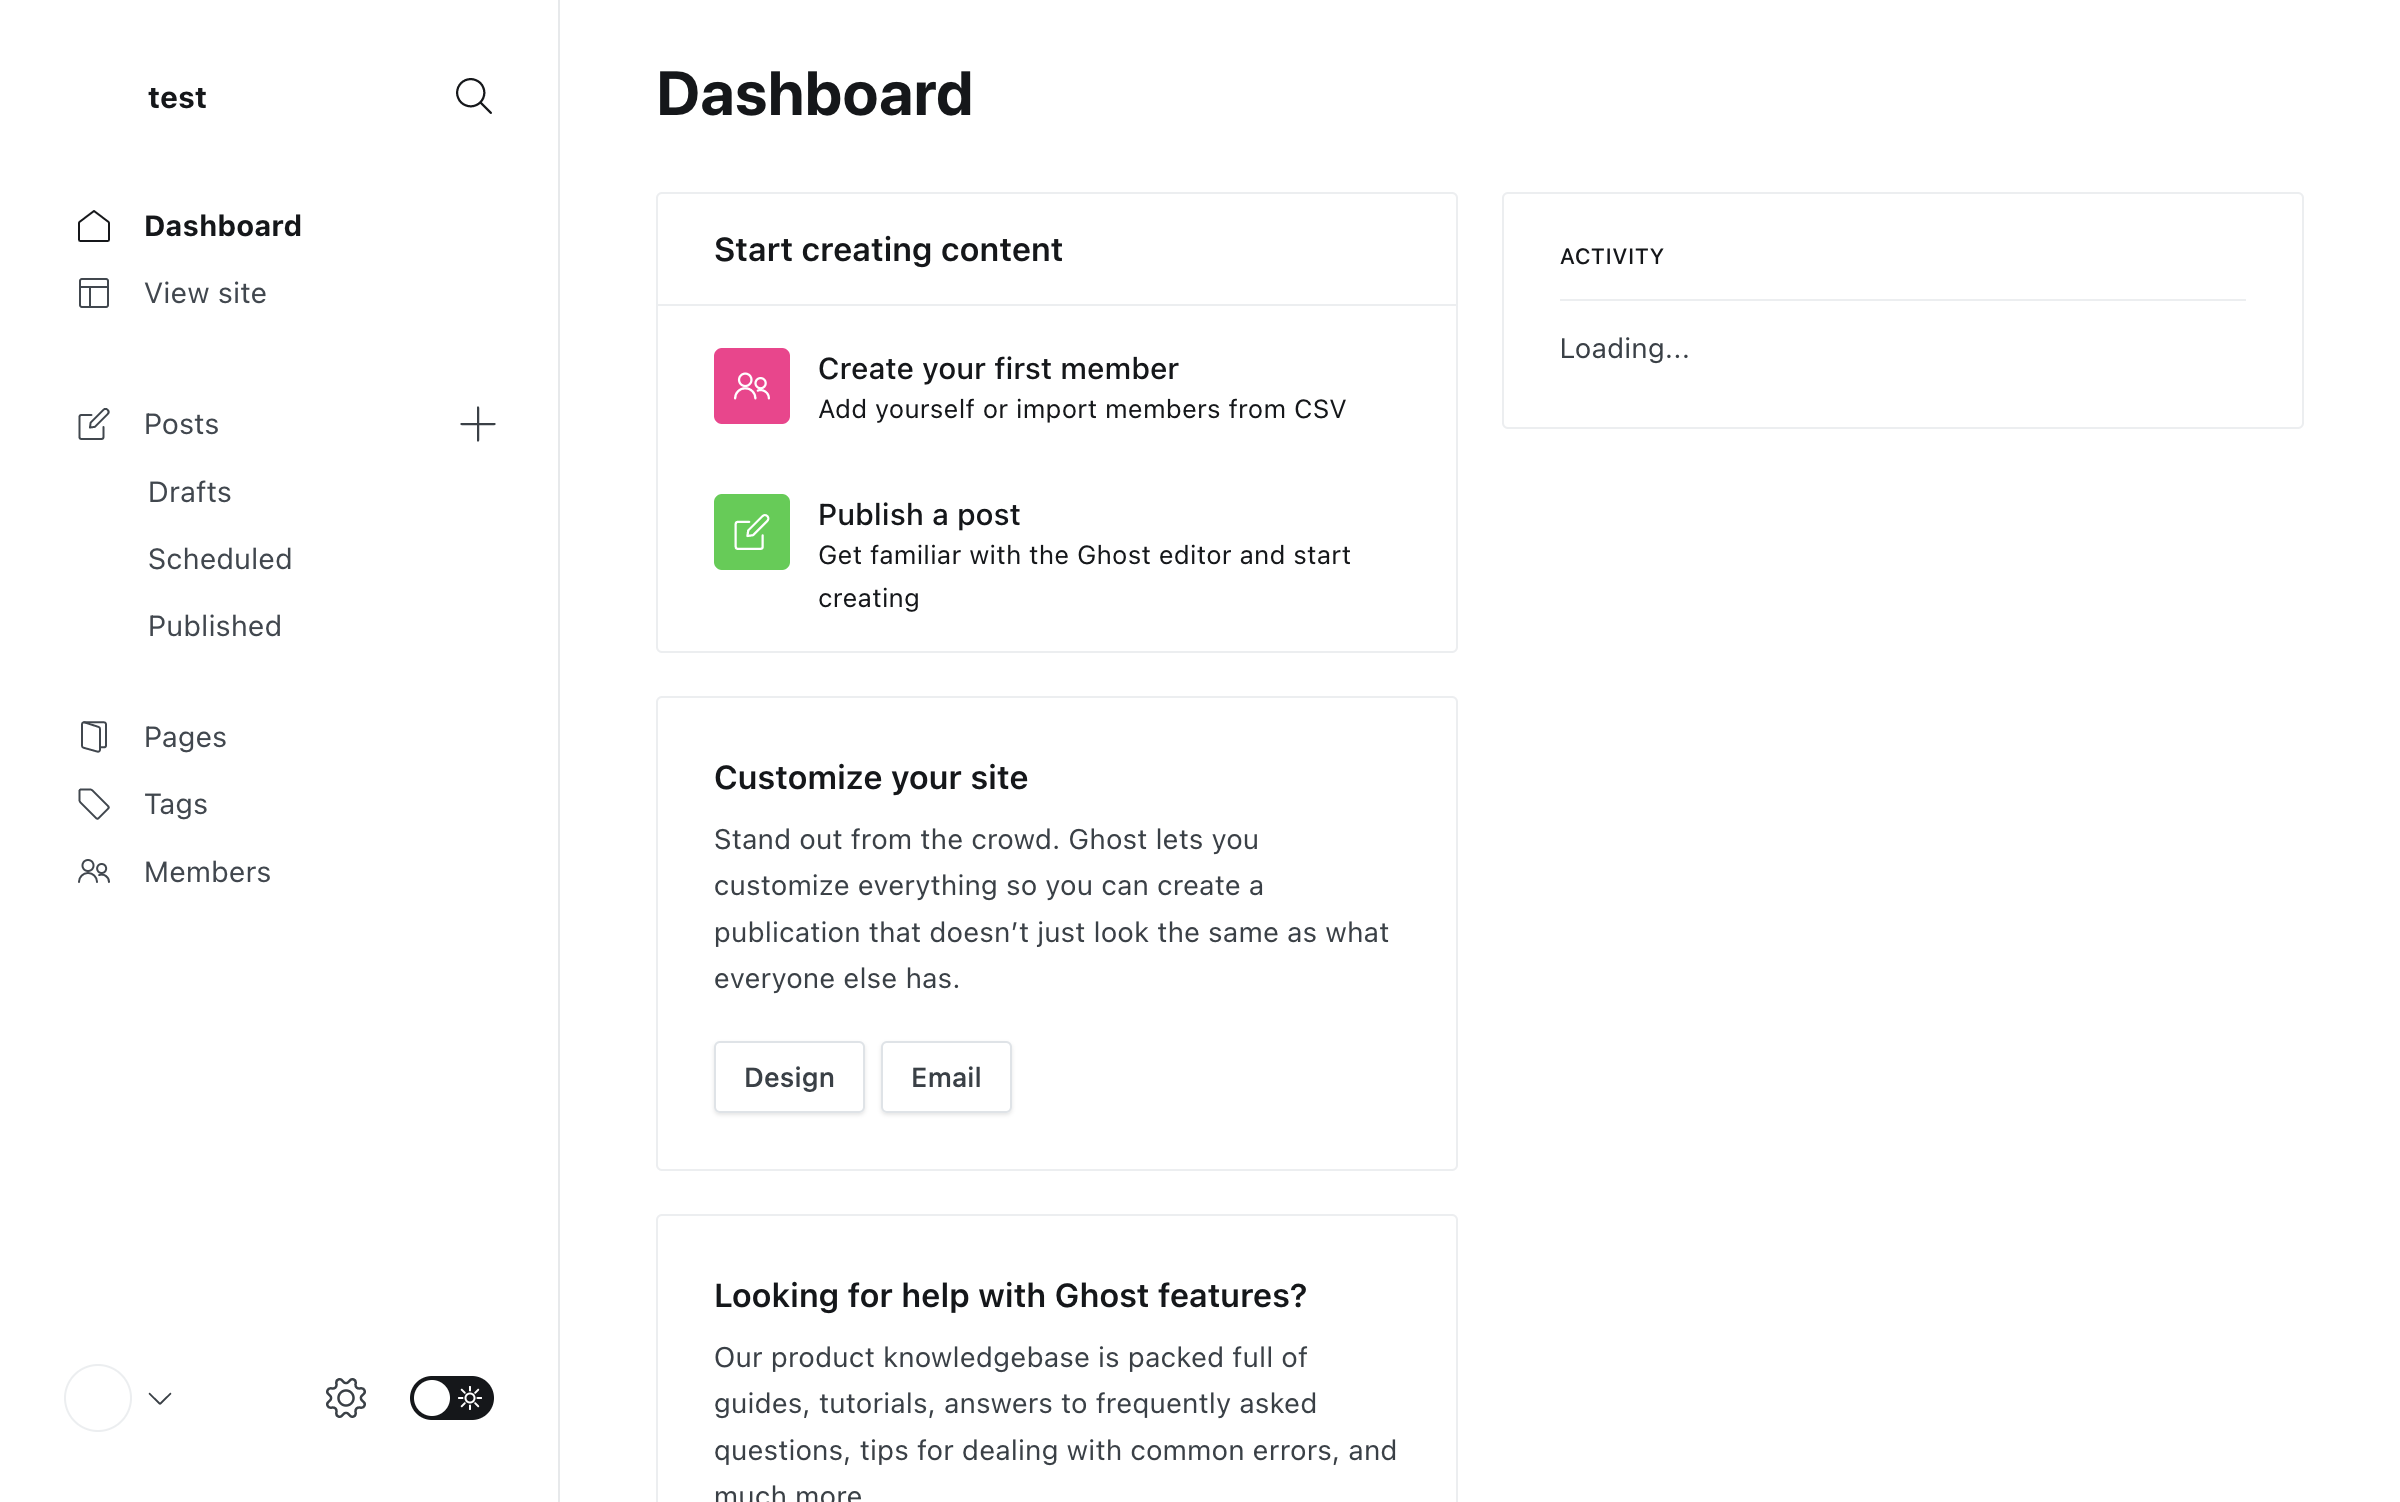 test
Dashboard
View site
Posts
Drafts
Scheduled
Published
Pages
Tags
Members
Dashboard
Start creating content
Create your first member
Add yourself or import members from CSV
Publish a post
Get familiar with the Ghost editor and start
creating
Customize your site
Stand out from the crowd. Ghost lets you
customize everything so you can create a
publication that doesn’t just look the same as what
everyone else has.
Design
Email
Looking for help with Ghost features?
Our product knowledgebase is packed full of
guides, tutorials, answers to frequently asked
questions, tips for dealing with common errors, and
much more
ACTIVITY
Loading...